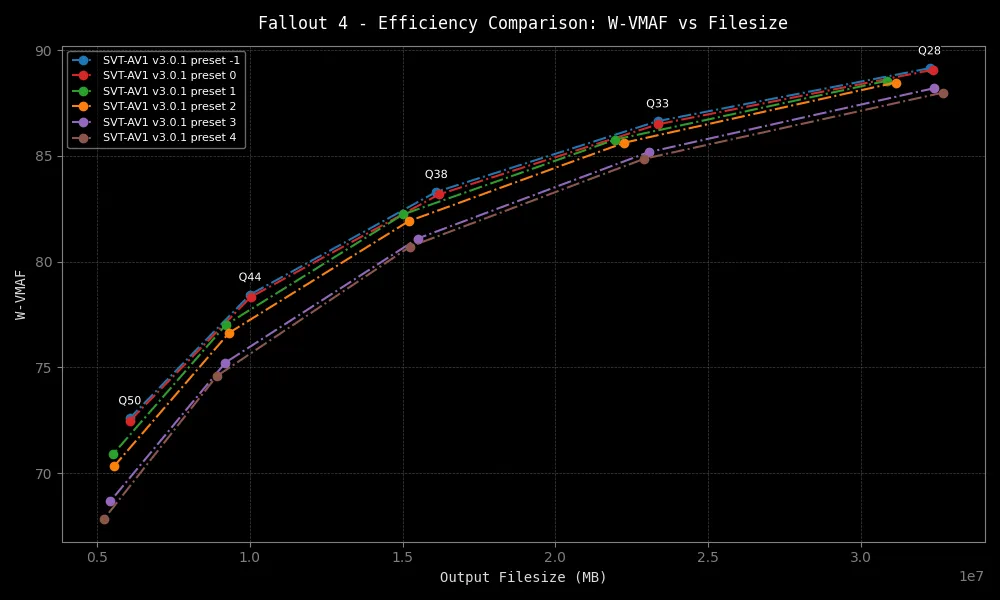 Fallout 4 - Efficiency Comparison: W-VMAF vs Filesize
SVT-AV1 v3.0.1 preset -1
SVT-AV1 v3.0.1 preset 0
SVT-AV1 v3.0.1 preset 1
SVT-AV1 v3.0.1 preset 2
SVT-AV1 v3.0.1 preset 3
SVT-AV1 v3.0.1 preset 4
Q28
Q33
Q38
Q44
Q50
90
85
80
75
70
W-VMAF
0.5 1.0 1.5 2.0 2.5 3.0
1e7
Output Filesize (MB)